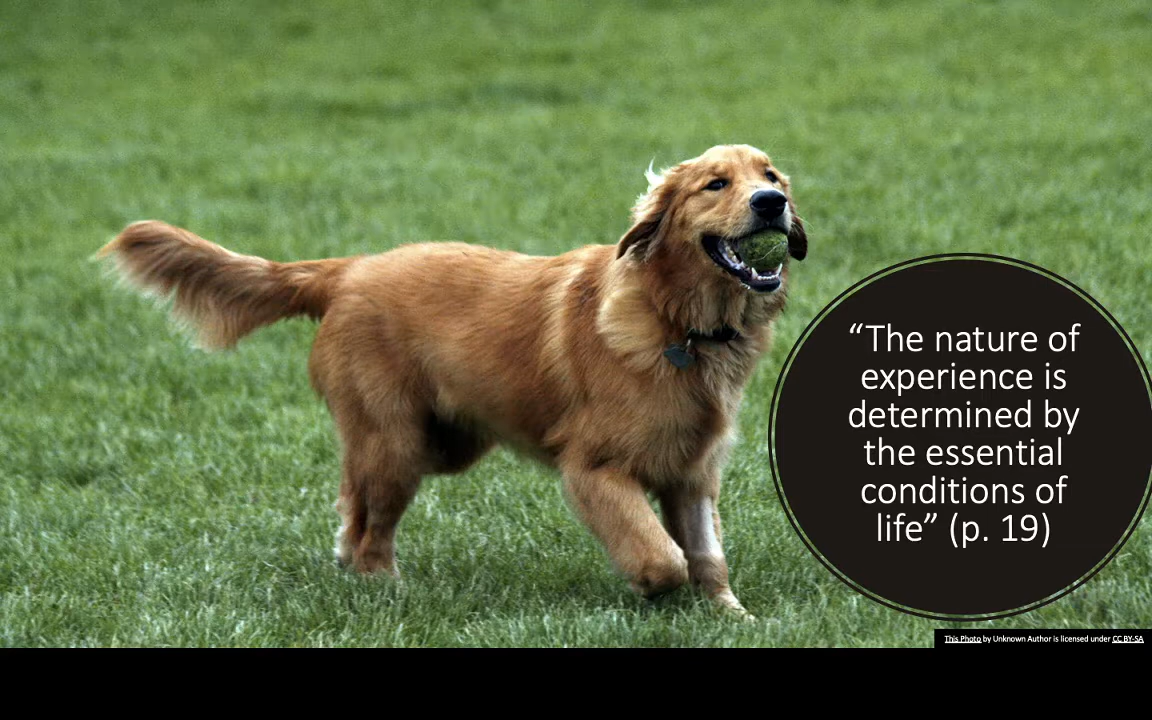 “The nature of
experience is
determined by
the essential
conditions of
life” (p. 19)
This Photo by Unknown Author is licensed under CC BY-SA